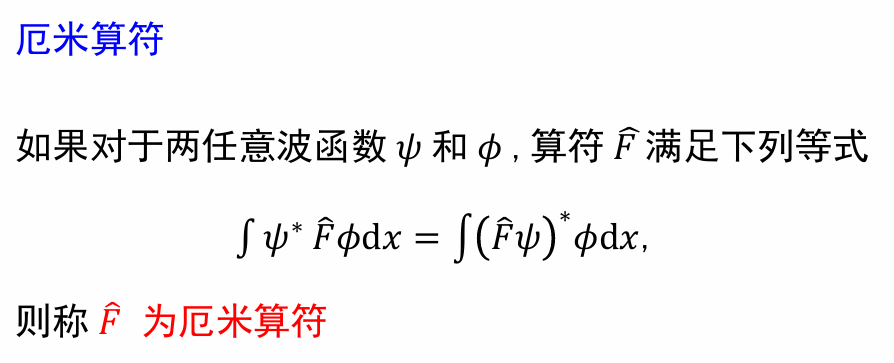 厄米算符
如果对于两任意波函数 ψ 和 ϕ , 算符 F̂ 满足下列等式
∫ ψ* F̂ϕdx = ∫(F̂ψ)*ϕdx,
则称 F̂ 为厄米算符